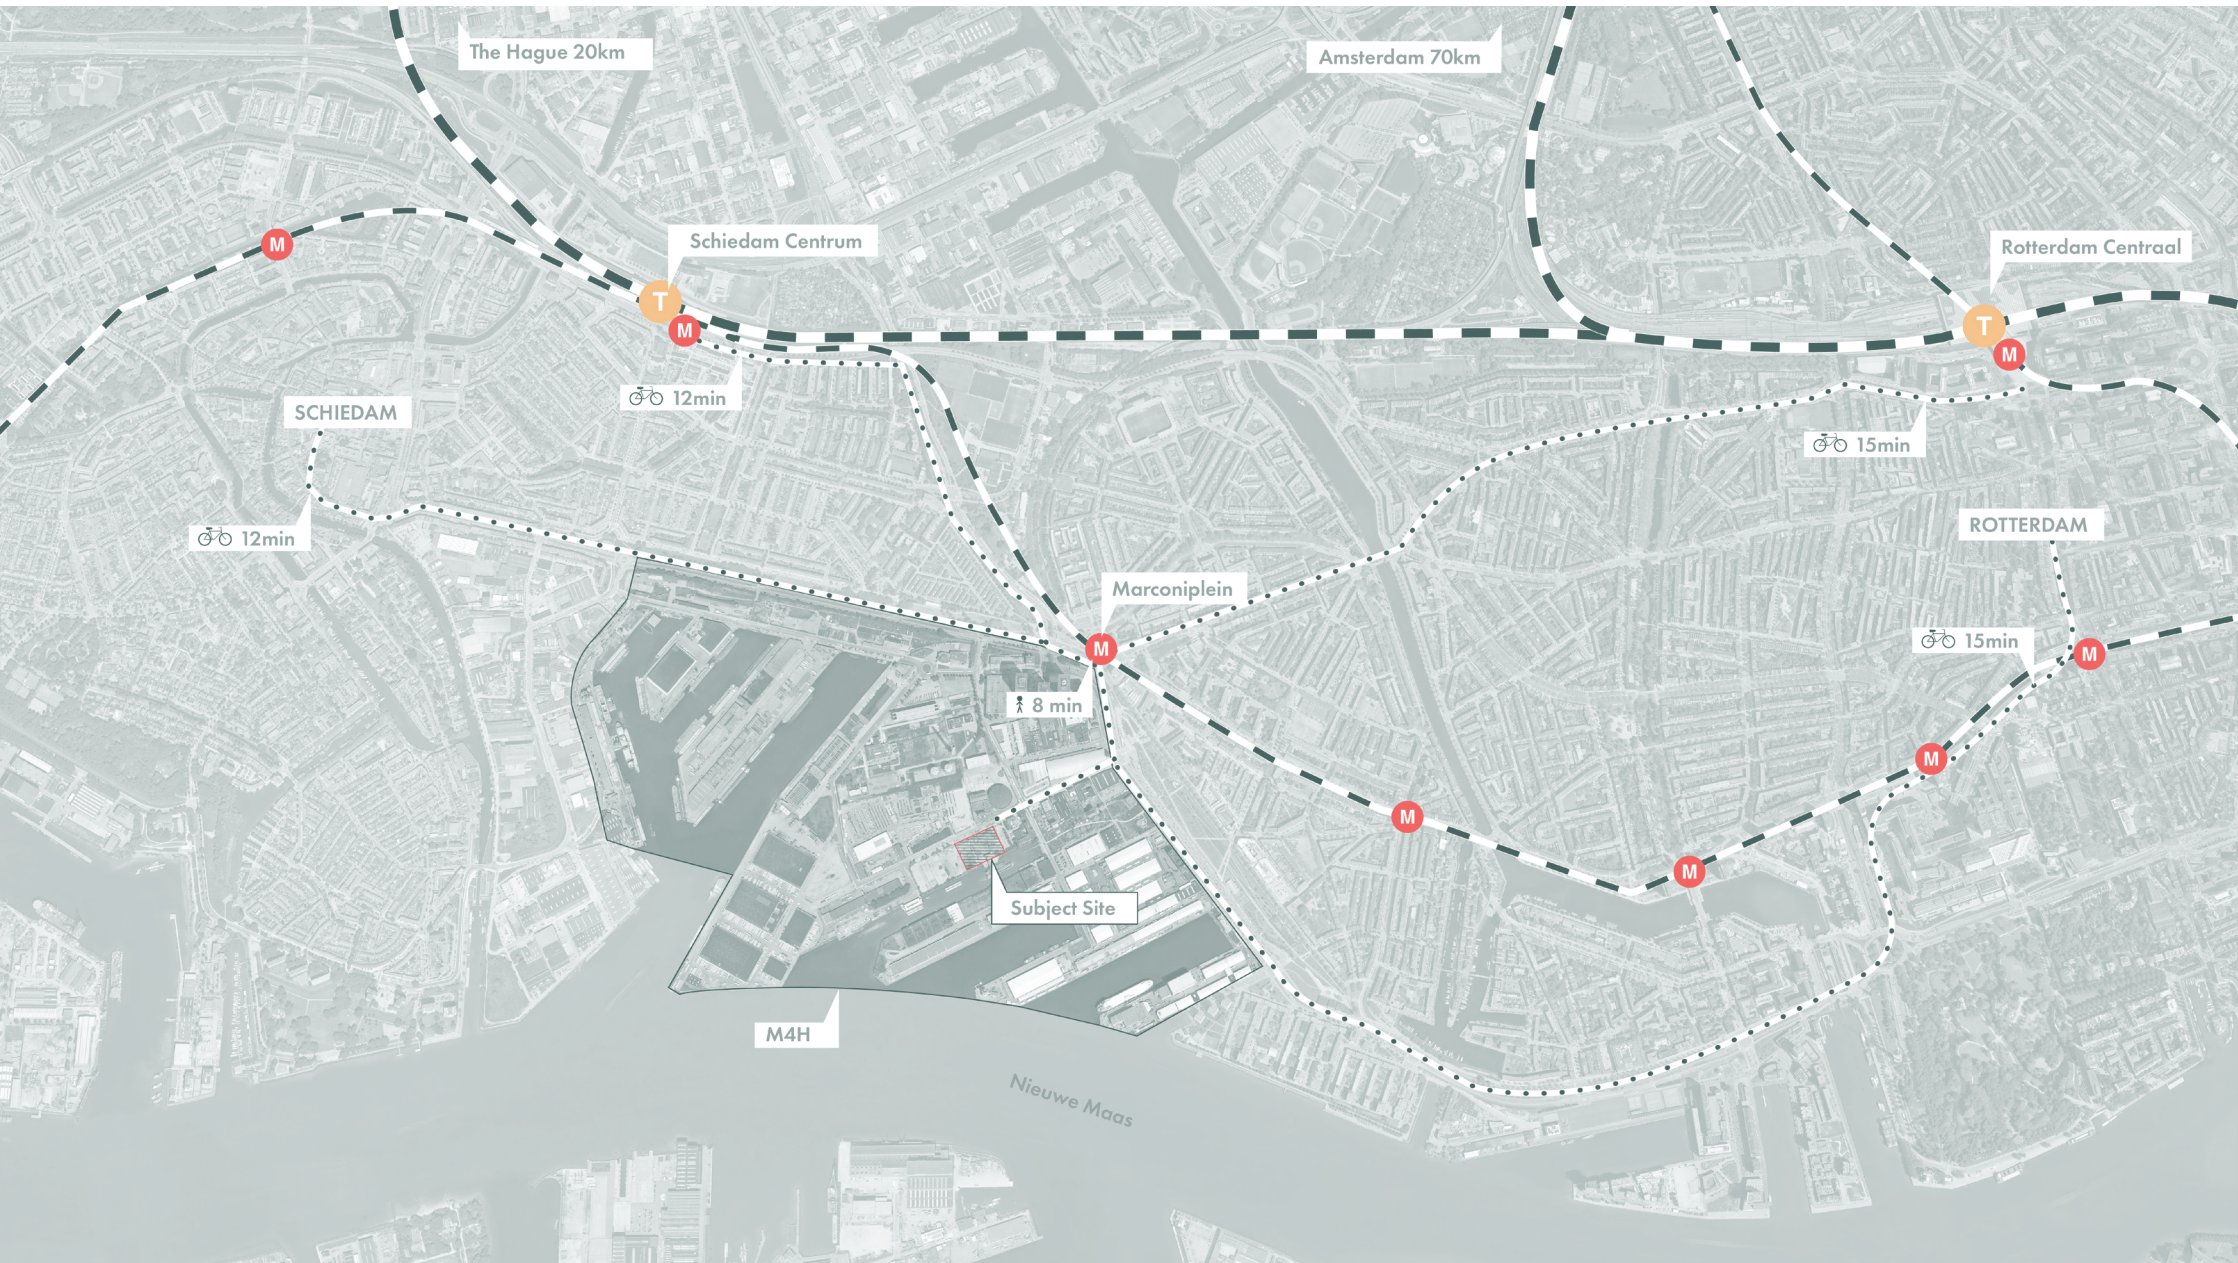 The Hague 20km
Amsterdam 70km
Schiedam Centrum
Rotterdam Centraal
M
T
M
T
M
12min
SCHIEDAM
15min
12min
ROTTERDAM
Marconiplein
M
15min
M
8 min
M
M
M
Subject Site
M4H
Nieuwe Maas